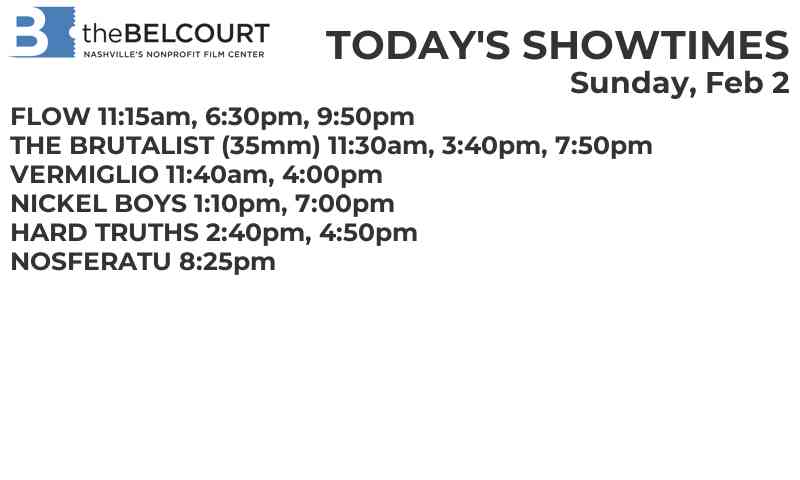 B theBELCOURT
NASHVILLE'S NONPROFIT FILM CENTER
TODAY'S SHOWTIMES
Sunday, Feb 2
FLOW 11:15am, 6:30pm, 9:50pm
THE BRUTALIST (35mm) 11:30am, 3:40pm, 7:50pm
VERMIGLIO 11:40am, 4:00pm
NICKEL BOYS 1:10pm, 7:00pm
HARD TRUTHS 2:40pm, 4:50pm
NOSFERATU 8:25pm